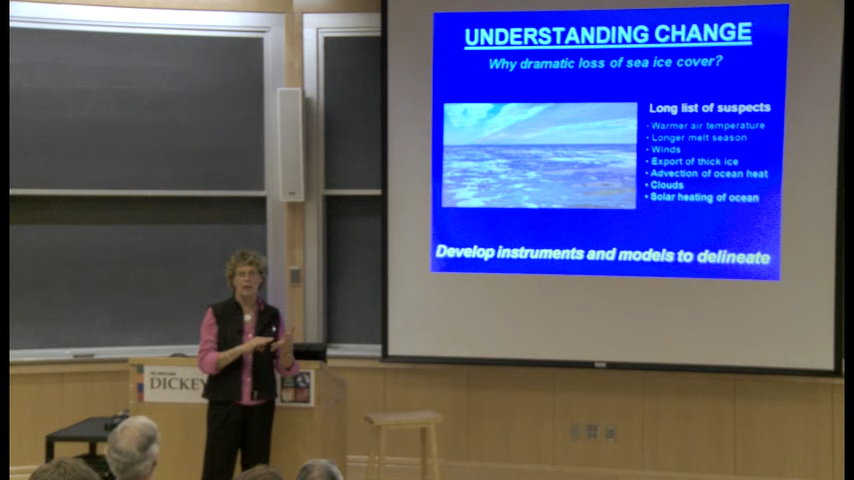 UNDERSTANDING CHANGE
Why dramatic loss of sea ice cover?
Long list of suspects
• Warmer air temperature
• Longer melt season
• Winds
• Export of thick ice
• Advection of ocean heat
• Clouds
• Solar heating of ocean
Develop instruments and models to delineate
DICKEY